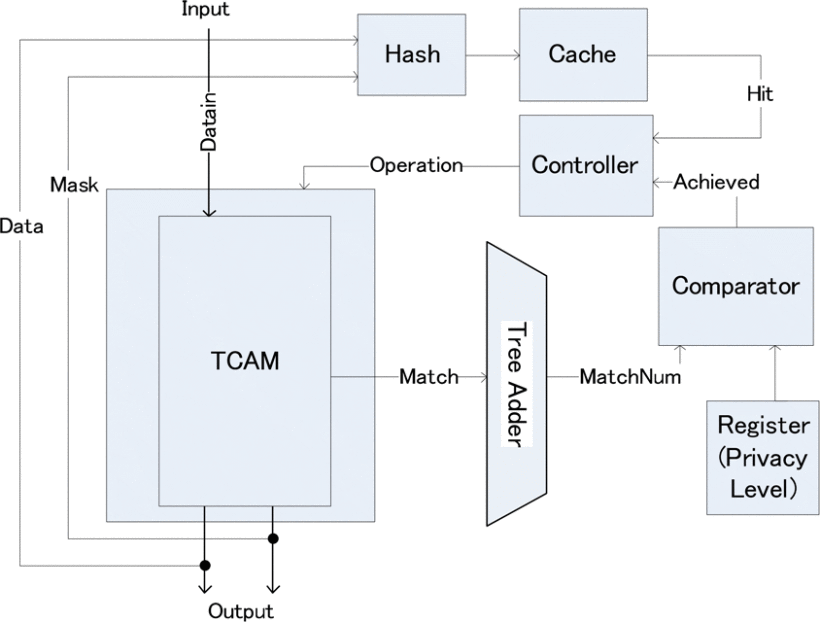 Input
Hash
Cache
Hit
Datain
Operation
Controller
Mask
Achieved
Data
Comparator
TCAM
Match
Tree Adder
MatchNum
Register
(Privacy
Level)
Output